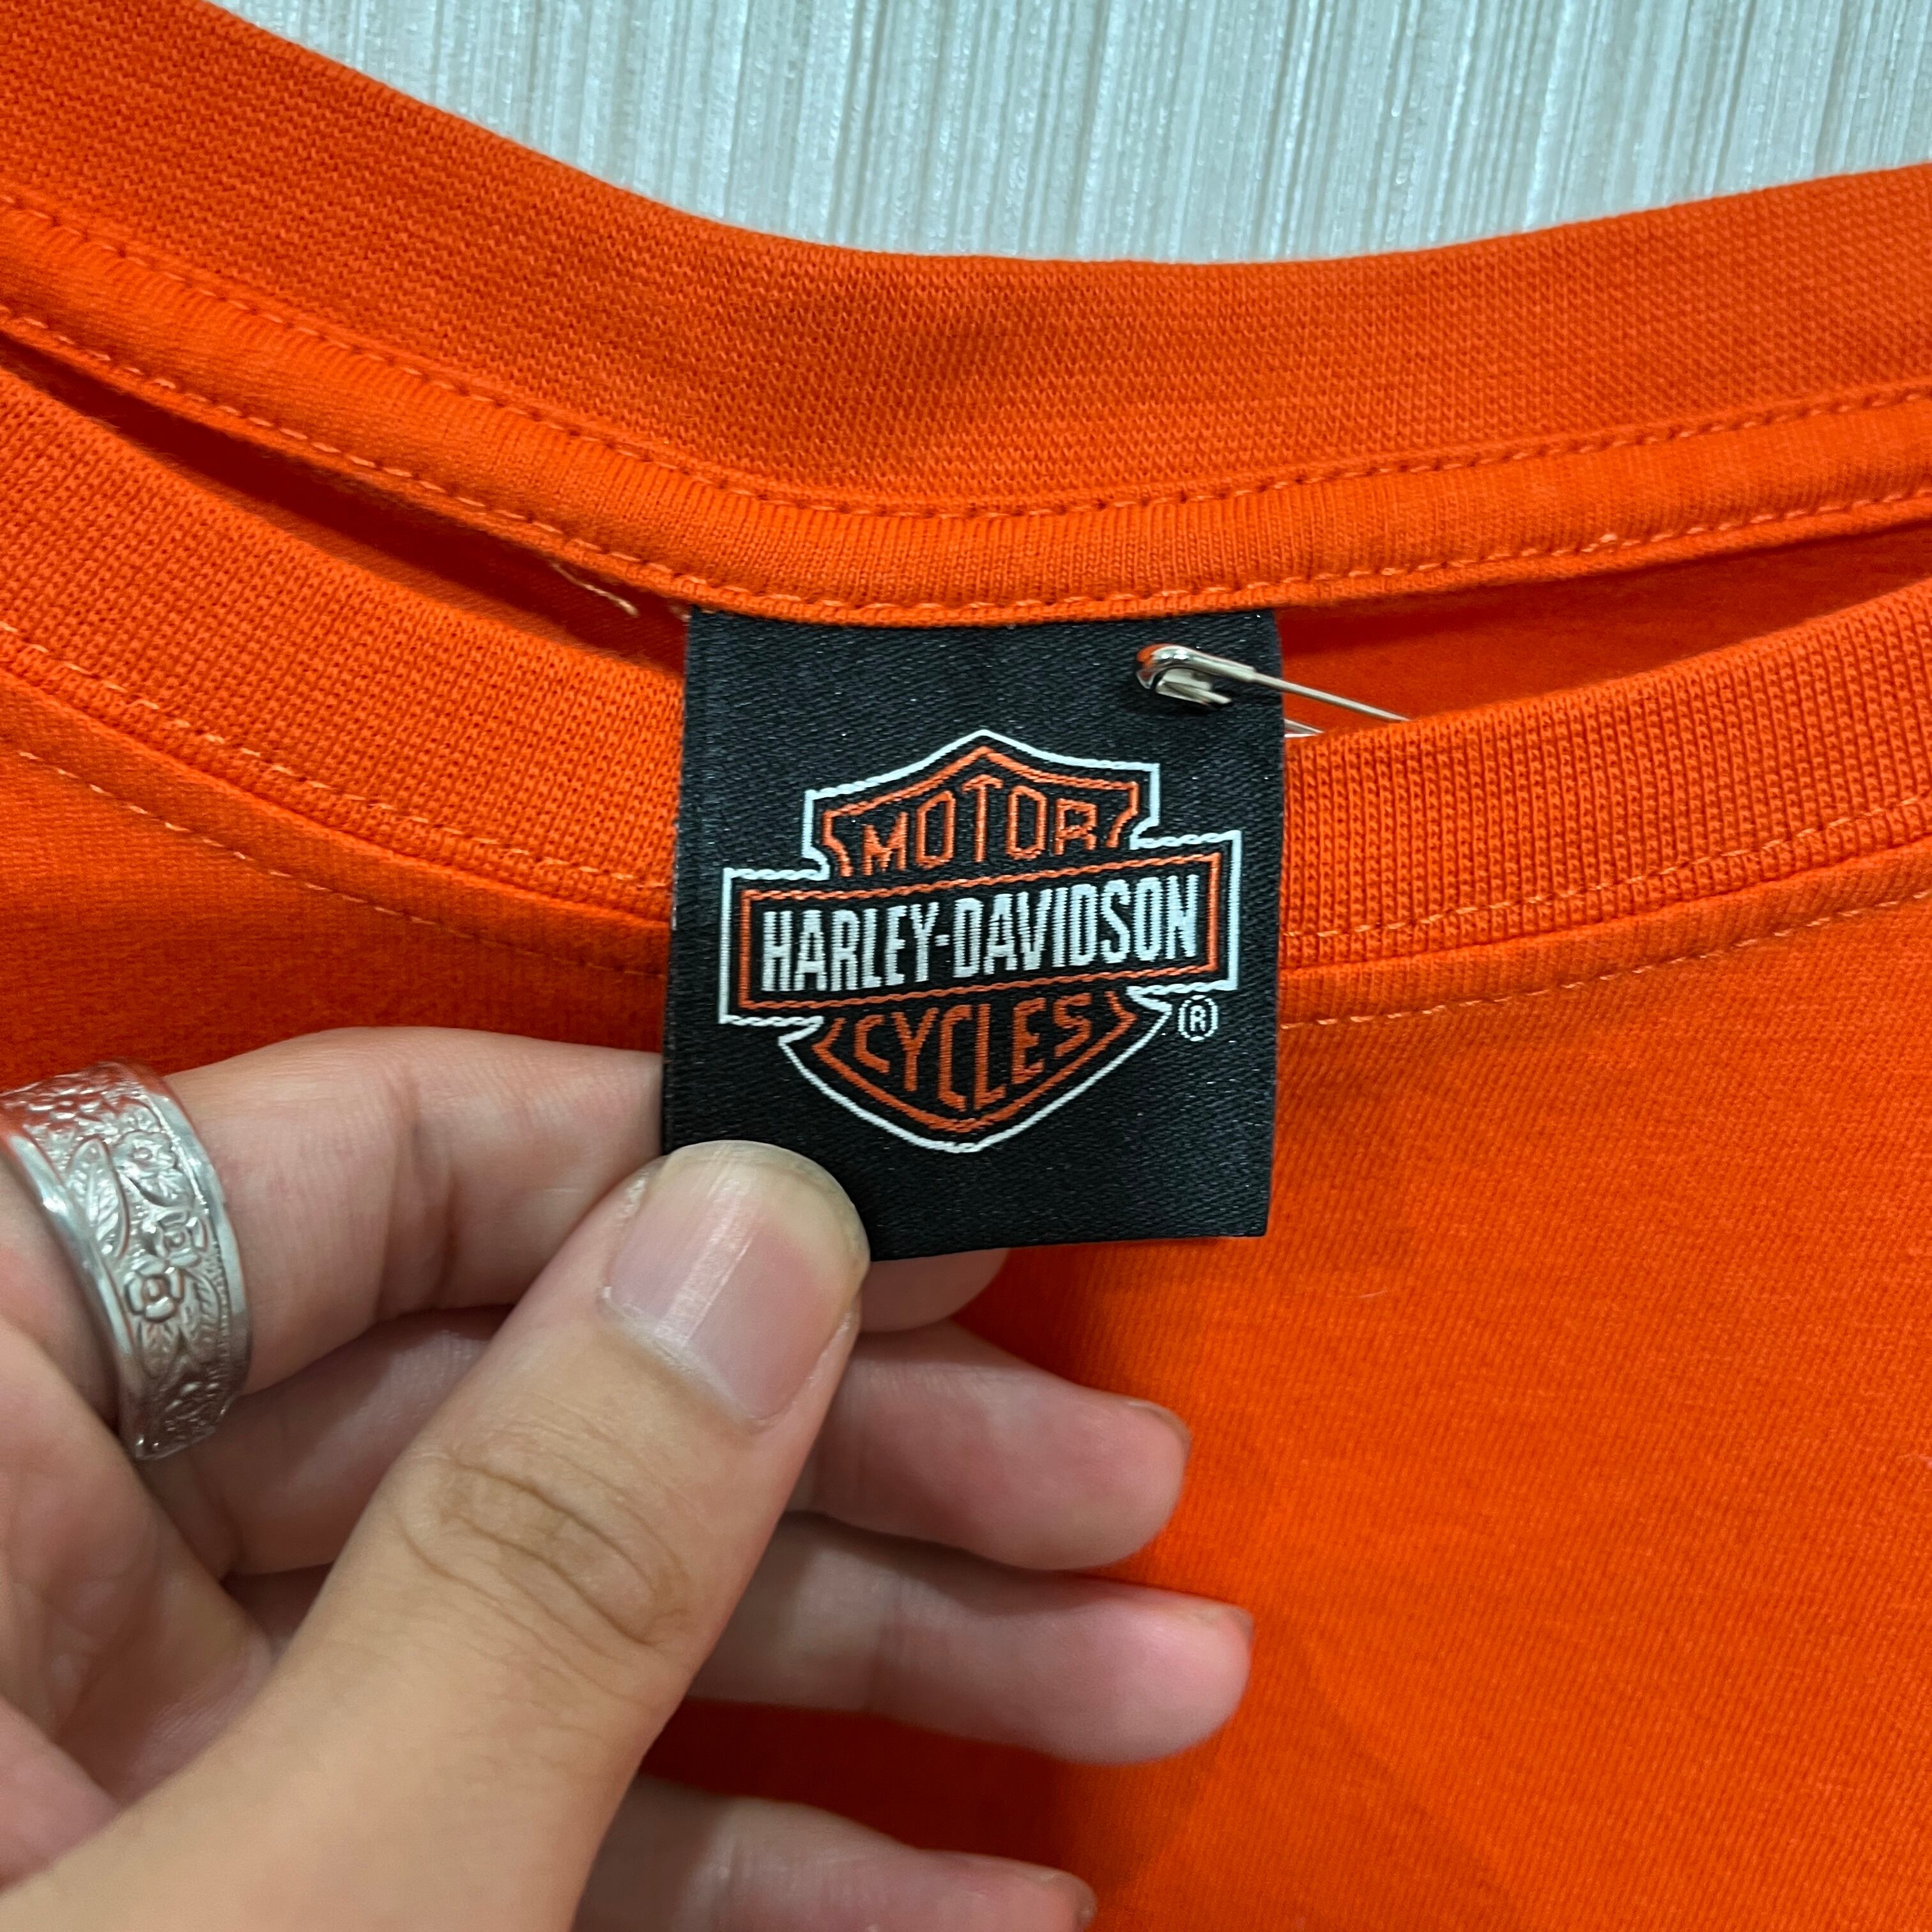 MOTOR
HARLEY-DAVIDSON
CYCLES
®